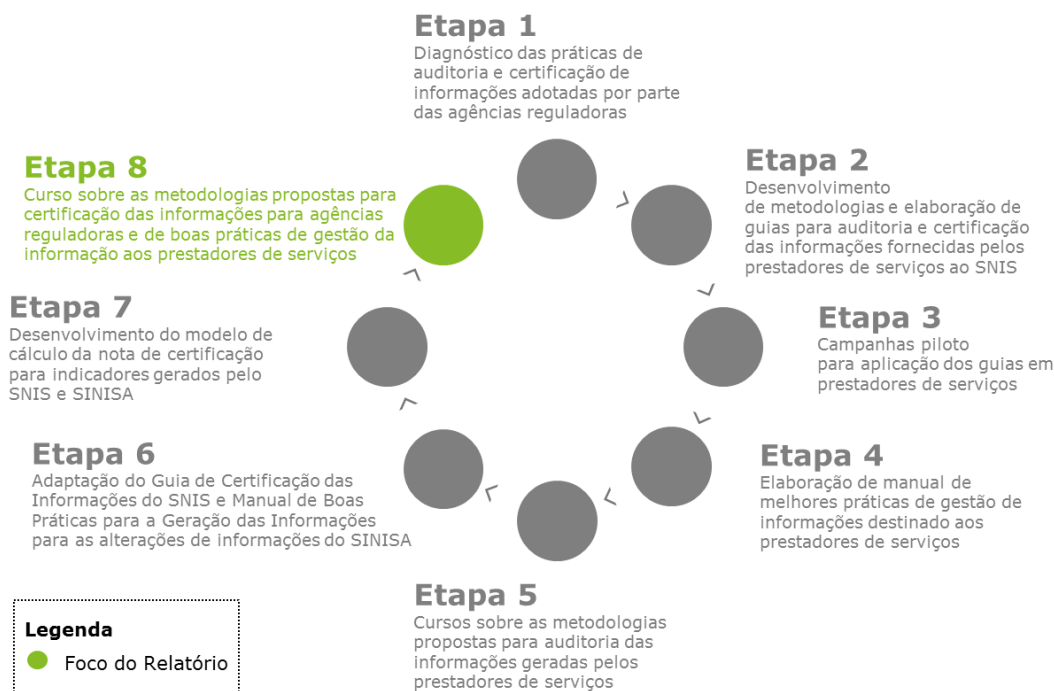 Etapa 1
Diagnóstico das práticas de
auditoria e certificação de
informações adotadas por parte
das agências reguladoras
Etapa 2
Desenvolvimento
de metodologias e elaboração de
guias para auditoria e certificação
das informações fornecidas pelos
prestadores de serviços ao SNIS
Etapa 3
Campanhas piloto
para aplicação dos guias em
prestadores de serviços
Etapa 4
Elaboração de manual de
melhores práticas de gestão de
informações destinado aos
prestadores de serviços
Etapa 5
Cursos sobre as metodologias
propostas para auditoria das
informações geradas pelos
prestadores de serviços
Etapa 6
Adaptação do Guia de Certificação das
Informações do SNIS e Manual de Boas
Práticas para a Geração das Informações
para as alterações de informações do SINISA
Etapa 7
Desenvolvimento do modelo de
cálculo da nota de certificação
para indicadores gerados pelo
SNIS e SINISA
Etapa 8
Curso sobre as metodologias propostas para
certificação das informações para agências
reguladoras e de boas práticas de gestão da
informação aos prestadores de serviços
Legenda
Foco do Relatório